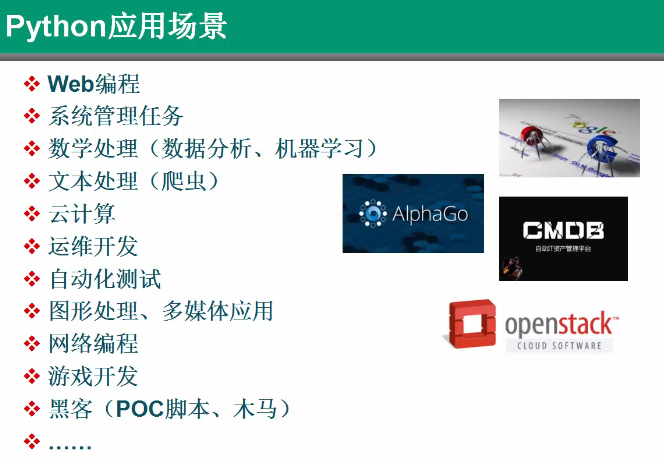 Python应用场景
Web编程
系统管理任务
数学处理（数据分析、机器学习）
文本处理（爬虫）
云计算
运维开发
自动化测试
图形处理、多媒体应用
网络编程
游戏开发
黑客（POC脚本、木马）
……
AlphaGo
CMDB
自助IT资产管理平台
openstack™
CLOUD SOFTWARE